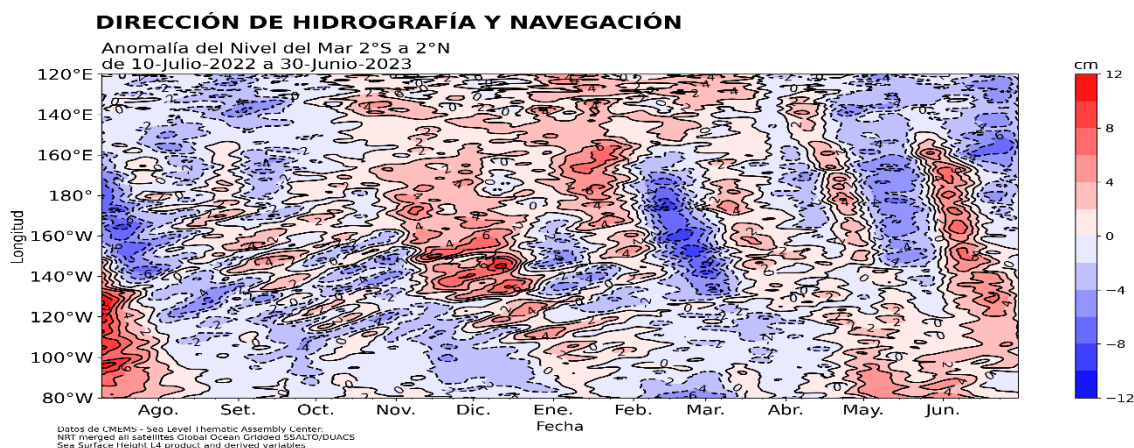 DIRECCIÓN DE HIDROGRAFÍA Y NAVEGACIÓN
Anomalía del Nivel del Mar 2°S a 2°N
de 10-Julio-2022 a 30-Junio-2023
cm
120°E
140°E
160°E
180°
160°W
140°W
120°W
100°W
80°W
Longitud
12
8
4
0
−4
−8
−12
Ago. Set. Oct. Nov. Dic. Ene. Feb. Mar. Abr. May. Jun.
Fecha
Datos de CMEMS - Sea Level Thematic Assembly Center:
NRT merged all satellites Global Ocean Gridded SSALTO/DUACS
Sea Surface Height L4 product and derived variables